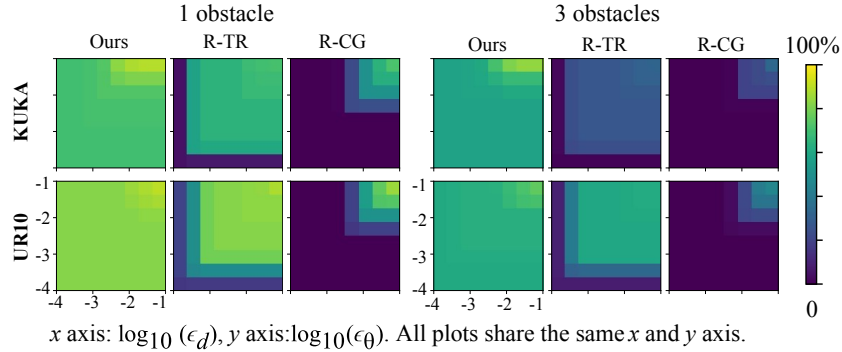 1 obstacle 3 obstacles
Ours R-TR R-CG Ours R-TR R-CG 100%
KUKA
UR10
-1
-2
-3
-4
-1
-2
-3
-4
-4 -3 -2 -1 -4 -3 -2 -1 0
x axis: log10 (ϵd), y axis:log10(ϵθ). All plots share the same x and y axis.